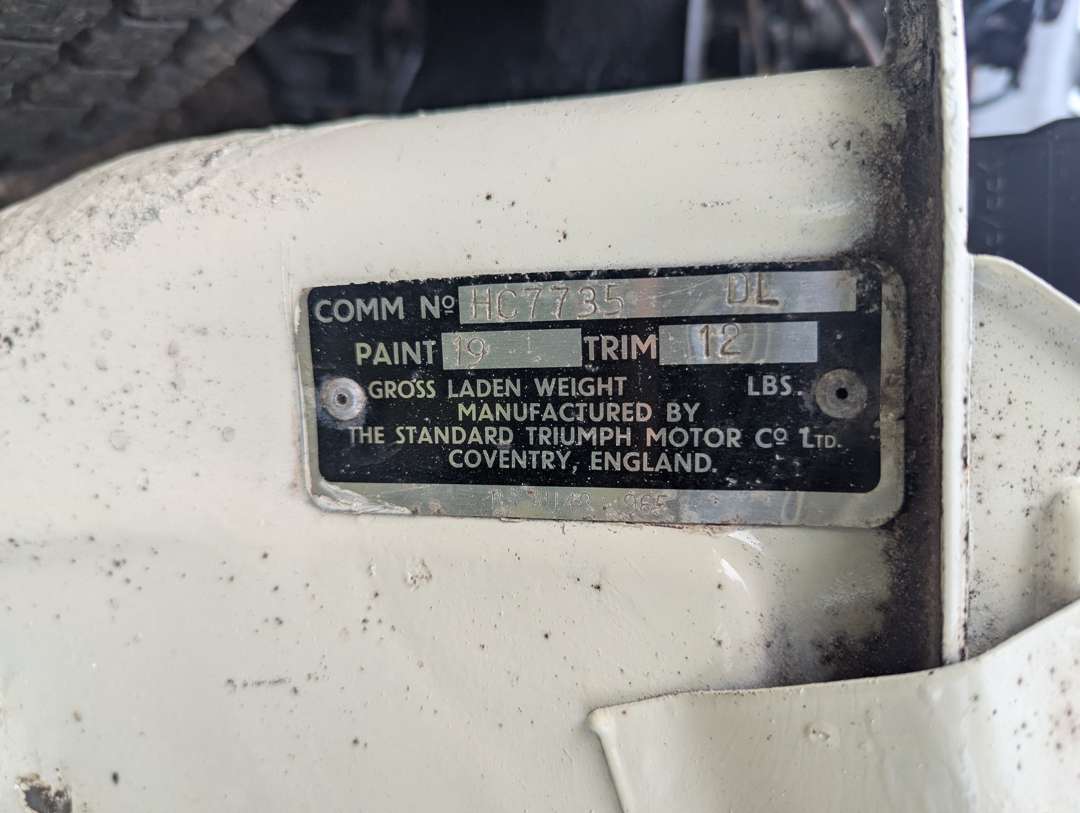 COMM Nº HC7735 DL
PAINT 19 TRIM 12
GROSS LADEN WEIGHT LBS.
MANUFACTURED BY
THE STANDARD TRIUMPH MOTOR Cº LTD.
COVENTRY, ENGLAND.